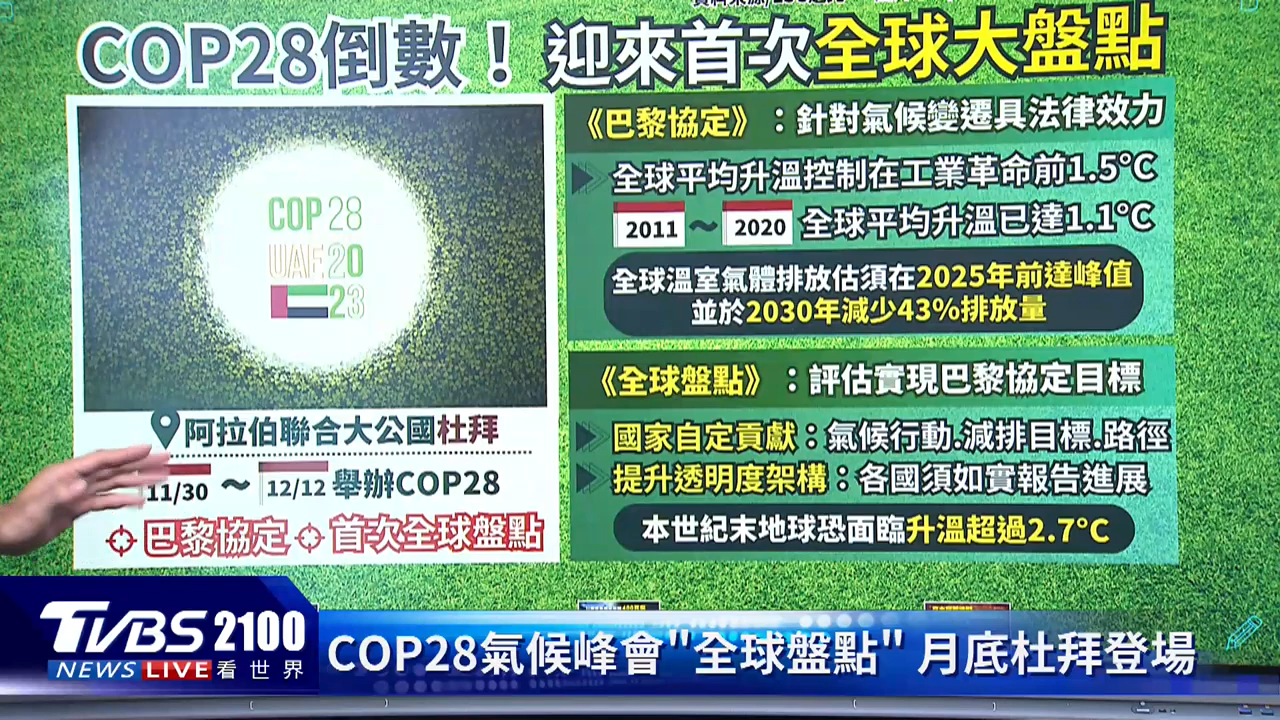 COP28倒數！迎來首次全球大盤點
COP 28
UAE 20
23
阿拉伯聯合大公國杜拜
11/30 ～ 12/12 舉辦COP28
巴黎協定 首次全球盤點
《巴黎協定》：針對氣候變遷具法律效力
全球平均升溫控制在工業革命前1.5°C
2011 ～ 2020 全球平均升溫已達1.1°C
全球溫室氣體排放估須在2025年前達峰值
並於2030年減少43%排放量
《全球盤點》：評估實現巴黎協定目標
國家自定貢獻：氣候行動.減排目標.路徑
提升透明度架構：各國須如實報告進展
本世紀末地球恐面臨升溫超過2.7°C
TVBS 2100
NEWS LIVE 看世界
COP28氣候峰會"全球盤點" 月底杜拜登場